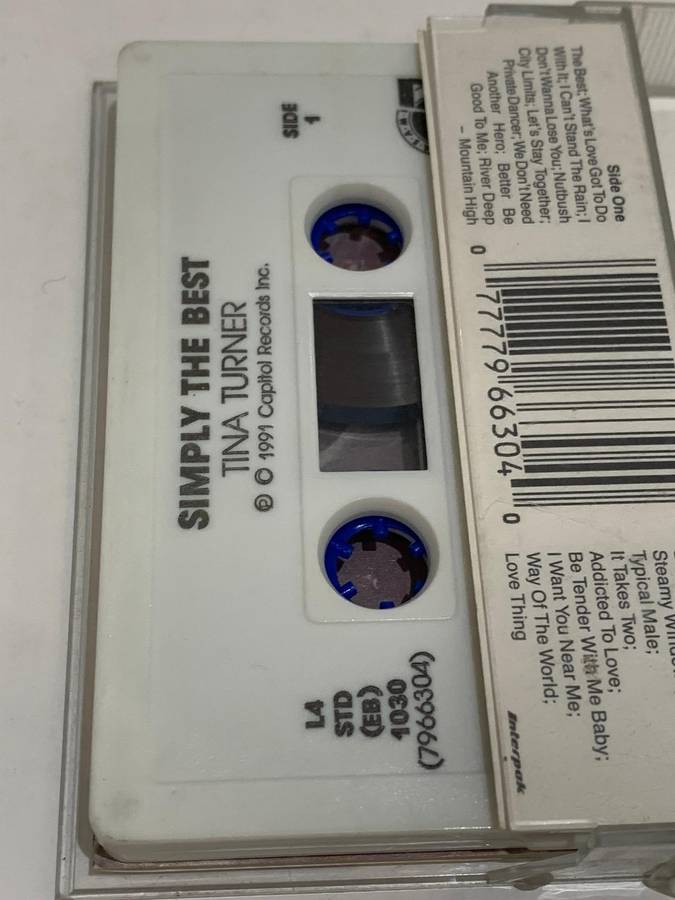 SIDE
1
SIMPLY THE BEST
TINA TURNER
℗ © 1991 Capitol Records Inc.
L4
STD
(EB)
1030
(7966304)
Side One
The Best; What's Love Got To Do
With It; I Can't Stand The Rain; I
Don't Wanna Lose You; Nutbush
City Limits; Let's Stay Together;
Private Dancer; We Don't Need
Another Hero; Better Be
Good To Me; River Deep
– Mountain High
0 77779 66304 0
Steamy
Typical Male;
It Takes Two;
Addicted To Love;
Be Tender With Me Baby;
I Want You Near Me;
Way Of The World;
Love Thing
Interpak